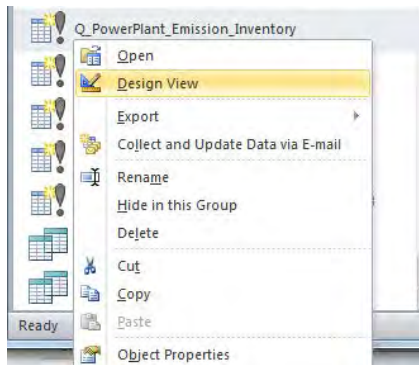 Q_PowerPlant_Emission_Inventory
Open
Design View
Export
Collect and Update Data via E-mail
Rename
Hide in this Group
Delete
Cut
Copy
Paste
Ready
Object Properties